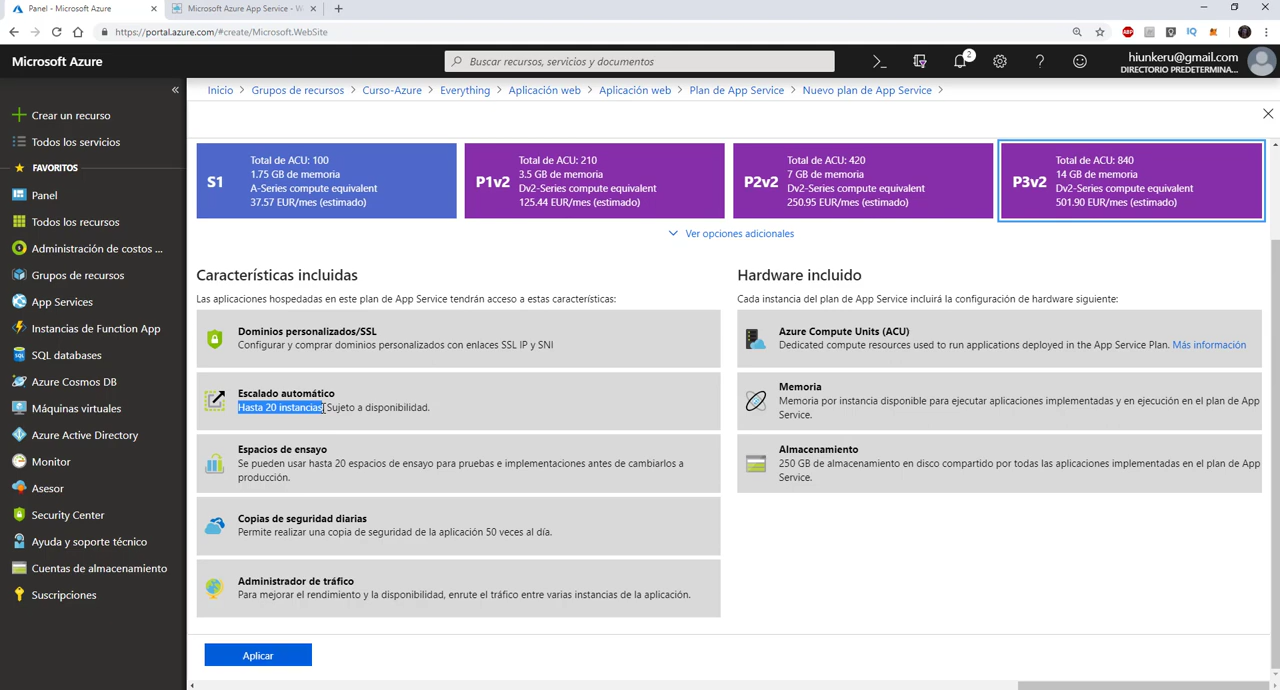 Panel - Microsoft Azure
Microsoft Azure App Service - W
https://portal.azure.com/#create/Microsoft.WebSite
ABP
IQ
Microsoft Azure
Buscar recursos, servicios y documentos
2
hiunkeru@gmail.com
DIRECTORIO PREDETERMINA...
Inicio > Grupos de recursos > Curso-Azure > Everything > Aplicación web > Aplicación web > Plan de App Service > Nuevo plan de App Service >
Crear un recurso
Todos los servicios
FAVORITOS
Panel
Todos los recursos
Administración de costos ...
Grupos de recursos
App Services
Instancias de Function App
SQL databases
Azure Cosmos DB
Máquinas virtuales
Azure Active Directory
Monitor
Asesor
Security Center
Ayuda y soporte técnico
Cuentas de almacenamiento
Suscripciones
S1
Total de ACU: 100
1.75 GB de memoria
A-Series compute equivalent
37.57 EUR/mes (estimado)
P1v2
Total de ACU: 210
3.5 GB de memoria
Dv2-Series compute equivalent
125.44 EUR/mes (estimado)
P2v2
Total de ACU: 420
7 GB de memoria
Dv2-Series compute equivalent
250.95 EUR/mes (estimado)
P3v2
Total de ACU: 840
14 GB de memoria
Dv2-Series compute equivalent
501.90 EUR/mes (estimado)
Ver opciones adicionales
Características incluidas
Las aplicaciones hospedadas en este plan de App Service tendrán acceso a estas características:
Dominios personalizados/SSL
Configurar y comprar dominios personalizados con enlaces SSL IP y SNI
Escalado automático
Hasta 20 instancias. Sujeto a disponibilidad.
Espacios de ensayo
Se pueden usar hasta 20 espacios de ensayo para pruebas e implementaciones antes de cambiarlos a
producción.
Copias de seguridad diarias
Permite realizar una copia de seguridad de la aplicación 50 veces al día.
Administrador de tráfico
Para mejorar el rendimiento y la disponibilidad, enrute el tráfico entre varias instancias de la aplicación.
Hardware incluido
Cada instancia del plan de App Service incluirá la configuración de hardware siguiente:
Azure Compute Units (ACU)
Dedicated compute resources used to run applications deployed in the App Service Plan. Más información
Memoria
Memoria por instancia disponible para ejecutar aplicaciones implementadas y en ejecución en el plan de App
Service.
Almacenamiento
250 GB de almacenamiento en disco compartido por todas las aplicaciones implementadas en el plan de App
Service.
Aplicar